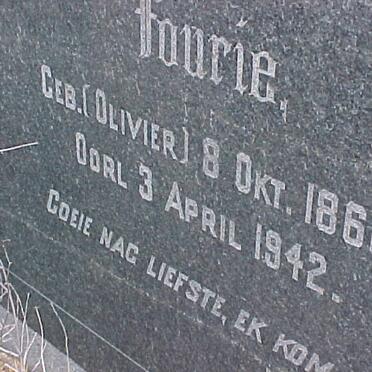 Fourie,
GEB. (OLIVIER) 8 OKT. 186
OORL 3 APRIL 1942.
GOEIE NAG LIEFSTE, EK KOM